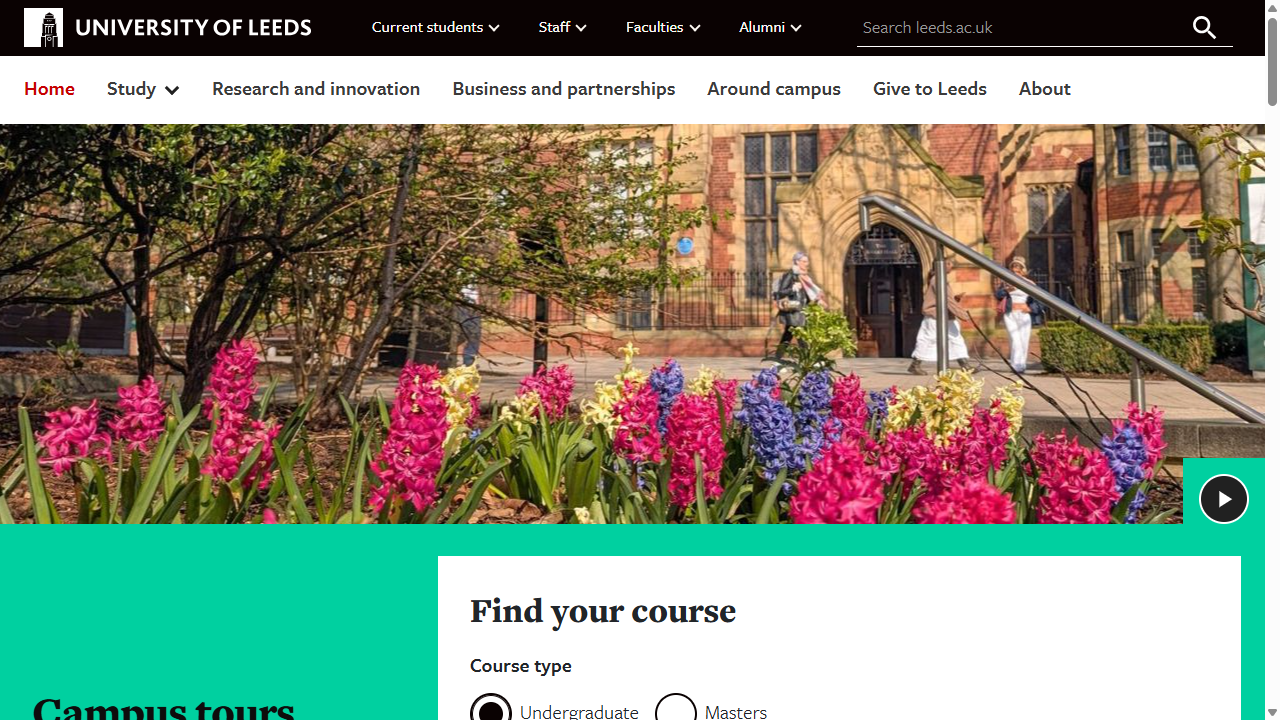 UNIVERSITY OF LEEDS
Current students
Staff
Faculties
Alumni
Search leeds.ac.uk
Home
Study
Research and innovation
Business and partnerships
Around campus
Give to Leeds
About
Find your course
Course type
Undergraduate
Masters
Campus tours